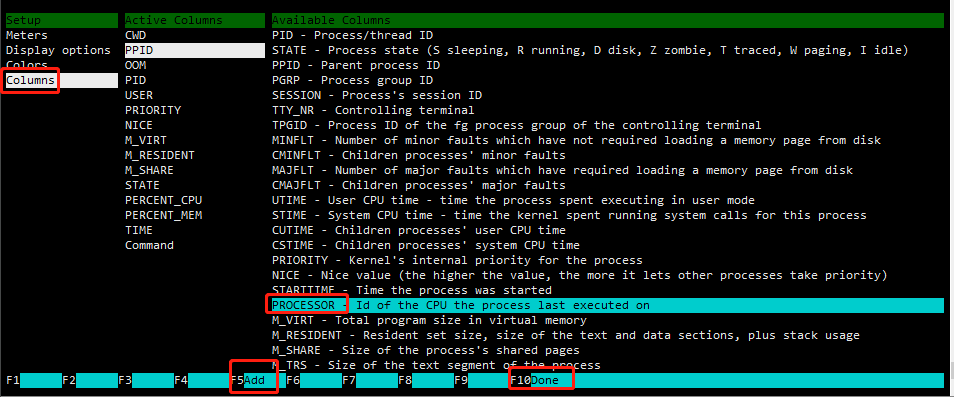 Setup Active Columns Available Columns
Meters CWD PID - Process/thread ID
Display options PPID STATE - Process state (S sleeping, R running, D disk, Z zombie, T traced, W paging, I idle)
Colors OOM PPID - Parent process ID
Columns PID PGRP - Process group ID
USER SESSION - Process's session ID
PRIORITY TTY_NR - Controlling terminal
NICE TPGID - Process ID of the fg process group of the controlling terminal
M_VIRT MINFLT - Number of minor faults which have not required loading a memory page from disk
M_RESIDENT CMINFLT - Children processes' minor faults
M_SHARE MAJFLT - Number of major faults which have required loading a memory page from disk
STATE CMAJFLT - Children processes' major faults
PERCENT_CPU UTIME - User CPU time - time the process spent executing in user mode
PERCENT_MEM STIME - System CPU time - time the kernel spent running system calls for this process
TIME CUTIME - Children processes' user CPU time
Command CSTIME - Children processes' system CPU time
PRIORITY - Kernel's internal priority for the process
NICE - Nice value (the higher the value, the more it lets other processes take priority)
STARTTIME - Time the process was started
PROCESSOR - Id of the CPU the process last executed on
M_VIRT - Total program size in virtual memory
M_RESIDENT - Resident set size, size of the text and data sections, plus stack usage
M_SHARE - Size of the process's shared pages
M_TRS - Size of the text segment of the process
F1 F2 F3 F4 F5Add F6 F7 F8 F9 F10Done